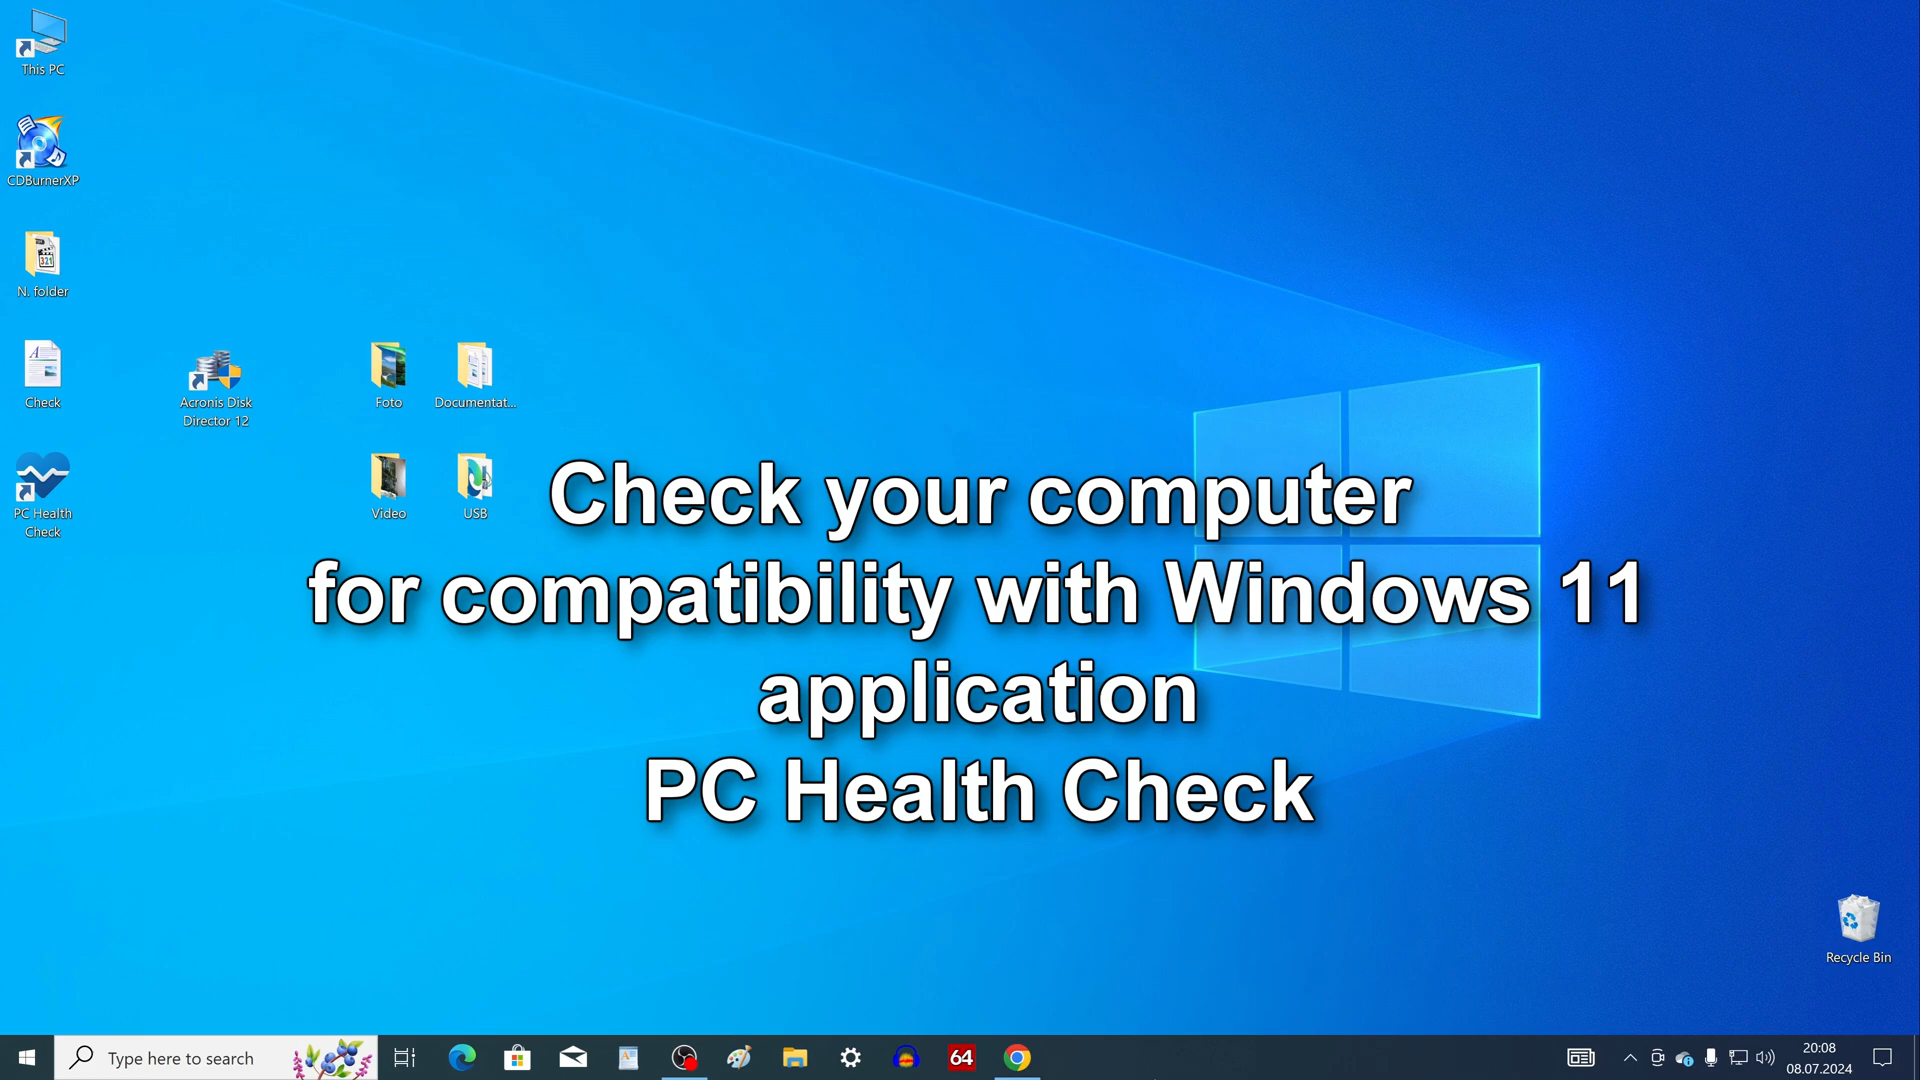 This PC
CDBurnerXP
N. folder
Check
Acronis Disk
Director 12
Foto
Documentat...
PC Health
Check
Video
USB
Check your computer
for compatibility with Windows 11
application
PC Health Check
Recycle Bin
Type here to search
64
20:08
08.07.2024